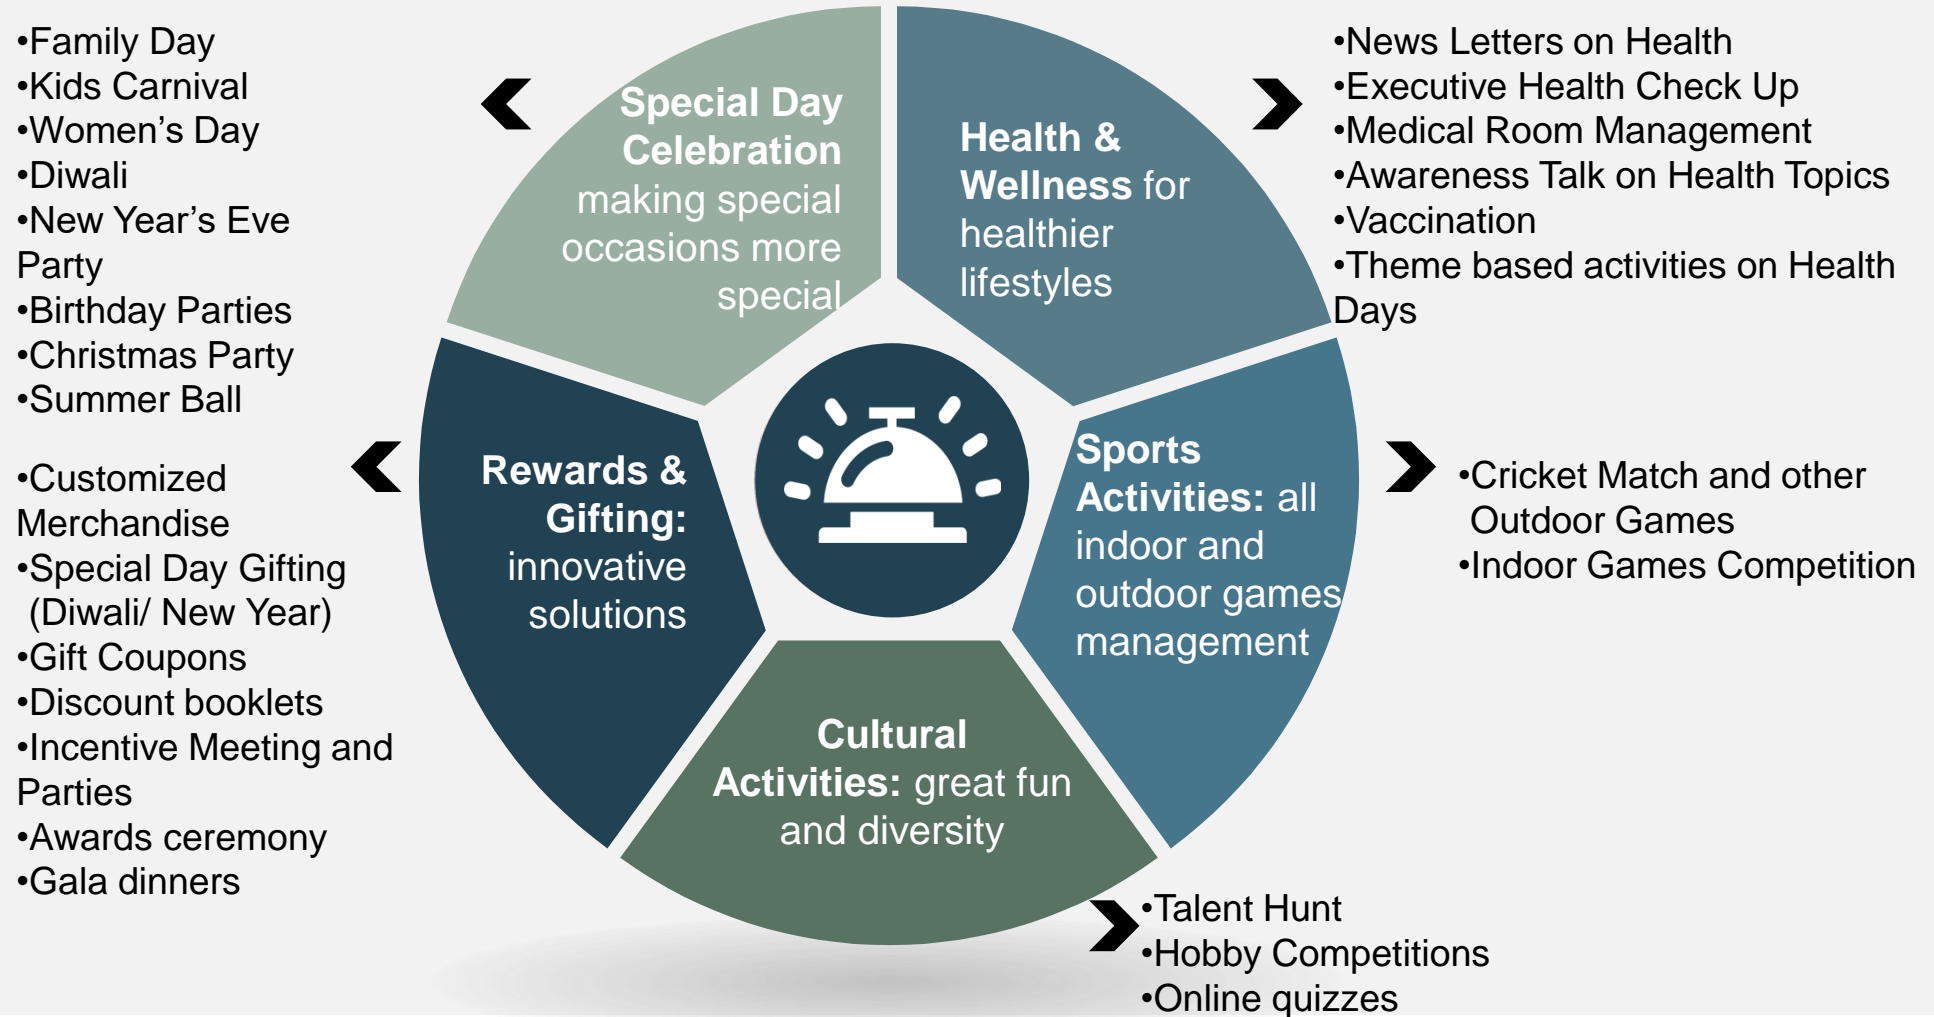 •Family Day
•Kids Carnival
•Women’s Day
•Diwali
•New Year’s Eve
Party
•Birthday Parties
•Christmas Party
•Summer Ball
Special Day
Celebration
making special
occasions more
special
Health &
Wellness for
healthier
lifestyles
•News Letters on Health
•Executive Health Check Up
•Medical Room Management
•Awareness Talk on Health Topics
•Vaccination
•Theme based activities on Health
Days
•Customized
Merchandise
•Special Day Gifting
(Diwali/ New Year)
•Gift Coupons
•Discount booklets
•Incentive Meeting and
Parties
•Awards ceremony
•Gala dinners
Rewards &
Gifting:
innovative
solutions
Sports
Activities: all
indoor and
outdoor games
management
•Cricket Match and other
Outdoor Games
•Indoor Games Competition
Cultural
Activities: great fun
and diversity
•Talent Hunt
•Hobby Competitions
•Online quizzes